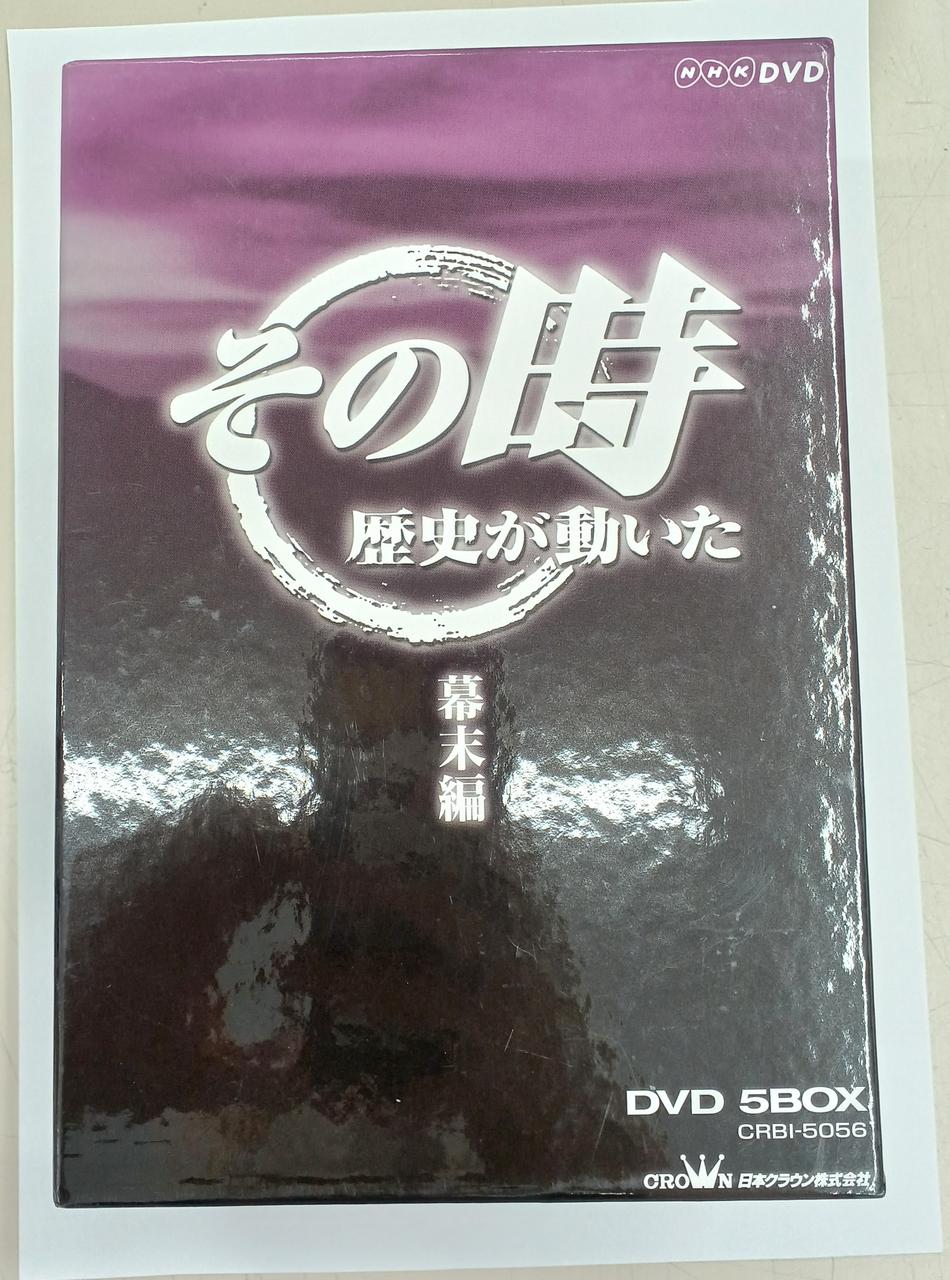 NHK DVD
その時
歴史が動いた
幕末編
DVD 5BOX
CRBI-5056
CROWN 日本クラウン株式会社